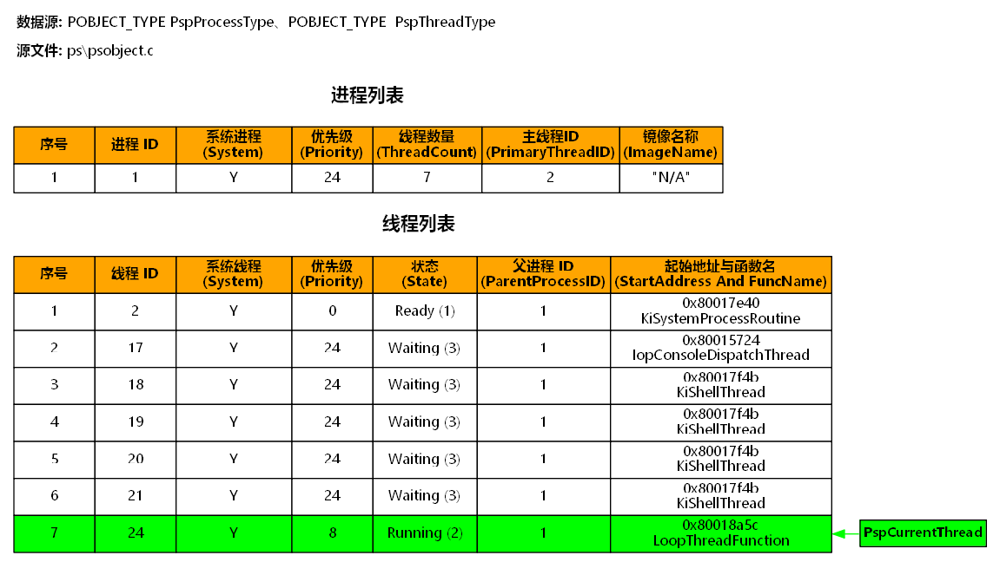 数据源: POBJECT_TYPE PspProcessType、POBJECT_TYPE  PspThreadType
源文件: ps\psobject.c
进程列表
序号 进程 ID 系统进程 (System) 优先级 (Priority) 线程数量 (ThreadCount) 主线程ID (PrimaryThreadID) 镜像名称 (ImageName)
1 1 Y 24 7 2 "N/A"
线程列表
序号 线程 ID 系统线程 (System) 优先级 (Priority) 状态 (State) 父进程 ID (ParentProcessID) 起始地址与函数名 (StartAddress And FuncName)
1 2 Y 0 Ready (1) 1 0x80017e40 KiSystemProcessRoutine
2 17 Y 24 Waiting (3) 1 0x80015724 IopConsoleDispatchThread
3 18 Y 24 Waiting (3) 1 0x80017f4b KiShellThread
4 19 Y 24 Waiting (3) 1 0x80017f4b KiShellThread
5 20 Y 24 Waiting (3) 1 0x80017f4b KiShellThread
6 21 Y 24 Waiting (3) 1 0x80017f4b KiShellThread
7 24 Y 8 Running (2) 1 0x80018a5c LoopThreadFunction PspCurrentThread